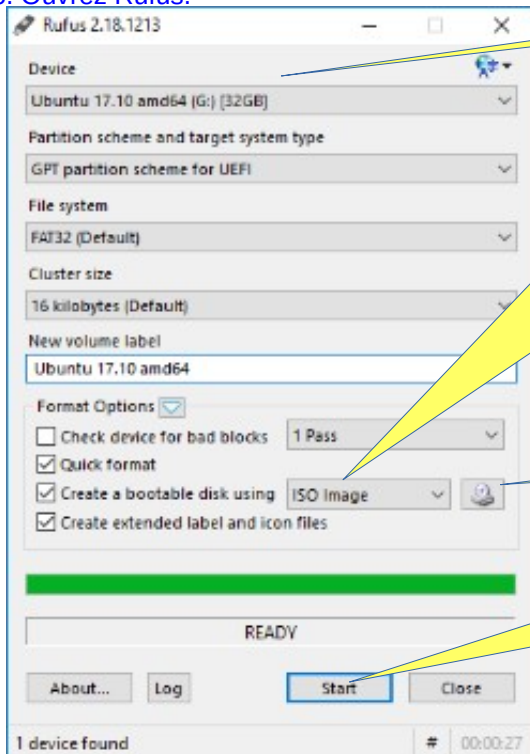 Ouvrez Rufus.
Rufus 2.18.1213
Device
Ubuntu 17.10 amd64 (G:) [32GB]
Partition scheme and target system type
GPT partition scheme for UEFI
File system
FAT32 (Default)
Cluster size
16 kilobytes (Default)
New volume label
Ubuntu 17.10 amd64
Format Options
Check device for bad blocks 1 Pass
Quick format
Create a bootable disk using ISO Image
Create extended label and icon files
READY
About... Log Start Close
1 device found # 00:00:27